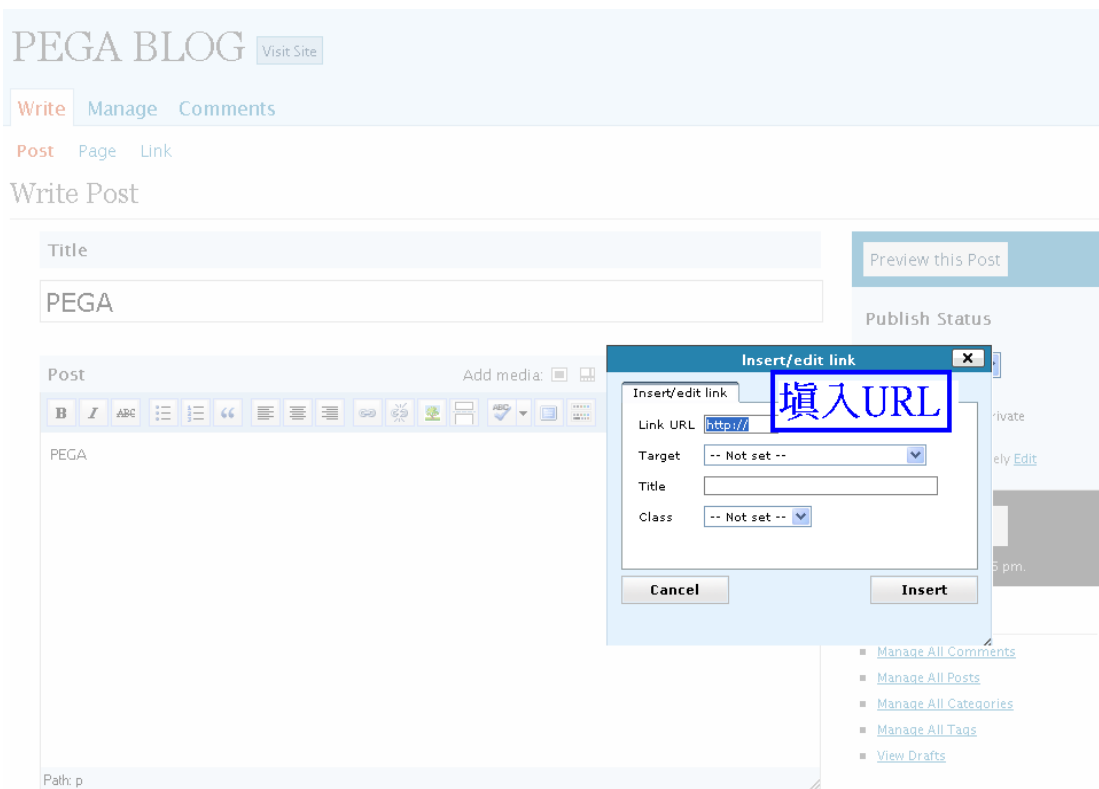 PEGA BLOG Visit Site
Write Manage Comments
Post Page Link
Write Post
Title
PEGA
Post Add media:
B I ABC
PEGA
Path: p
Preview this Post
Publish Status
Insert/edit link
Insert/edit link
填入URL
Link URL http://
Target -- Not set --
Title
Class -- Not set --
Cancel Insert
Edit
pm.
Manage All Comments
Manage All Posts
Manage All Categories
Manage All Tags
View Drafts